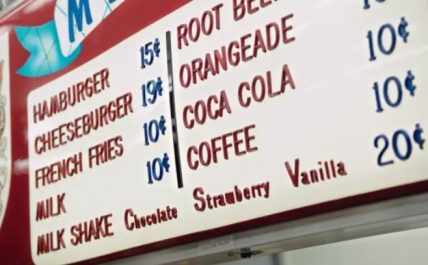 M
HAMBURGER 15¢
CHEESEBURGER 19¢
FRENCH FRIES 10¢
MILK 10¢
ROOT
ORANGEADE
COCA COLA 10¢
COFFEE 10¢
MILK SHAKE Chocolate Strawberry Vanilla 20¢